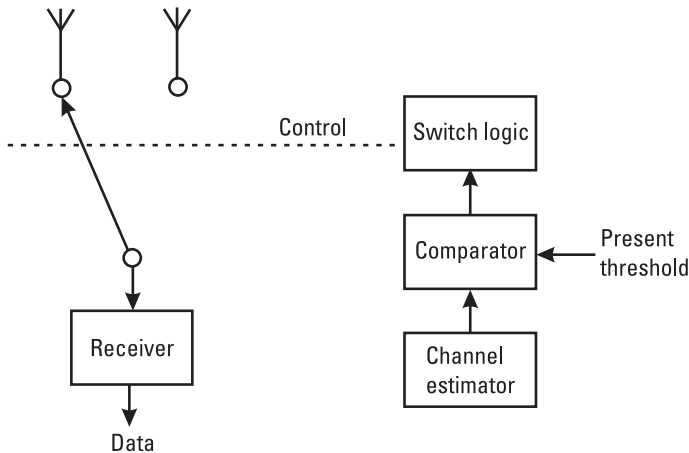 Control
Switch logic
Comparator
Present
threshold
Receiver
Channel
estimator
Data